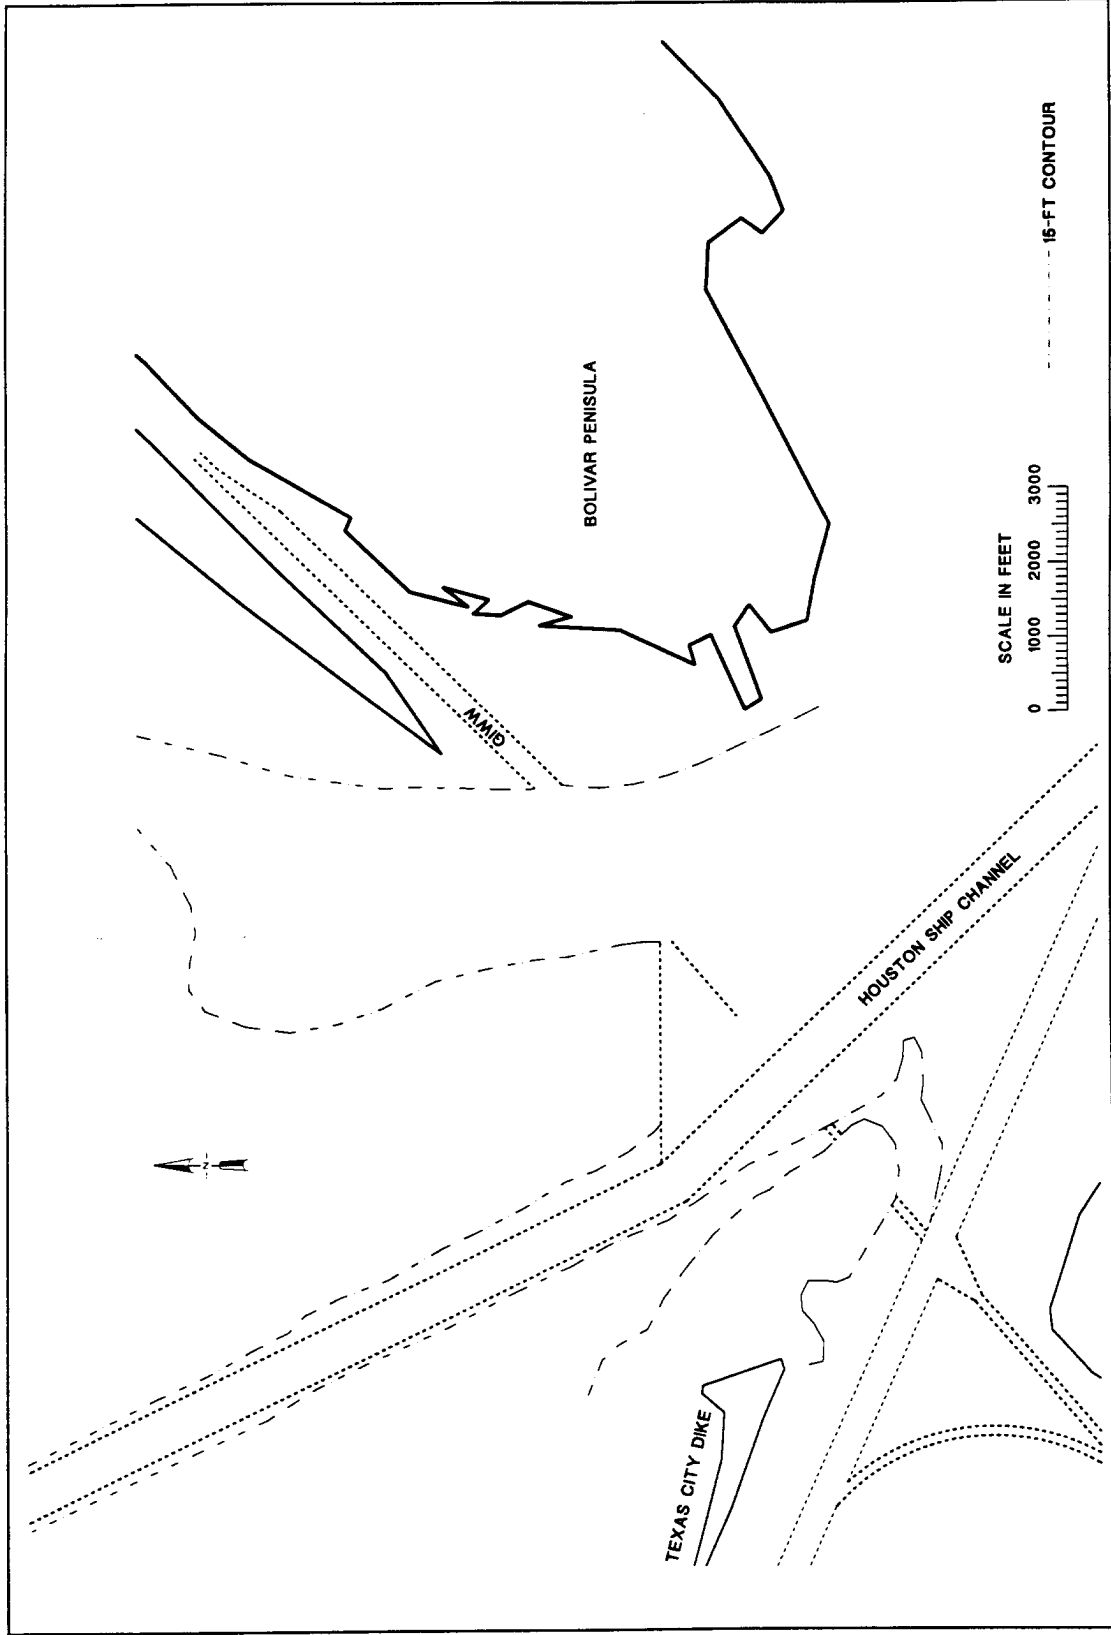 N
BOLIVAR PENISULA
GIWW
HOUSTON SHIP CHANNEL
TEXAS CITY DIKE
SCALE IN FEET
0 1000 2000 3000
15-FT CONTOUR